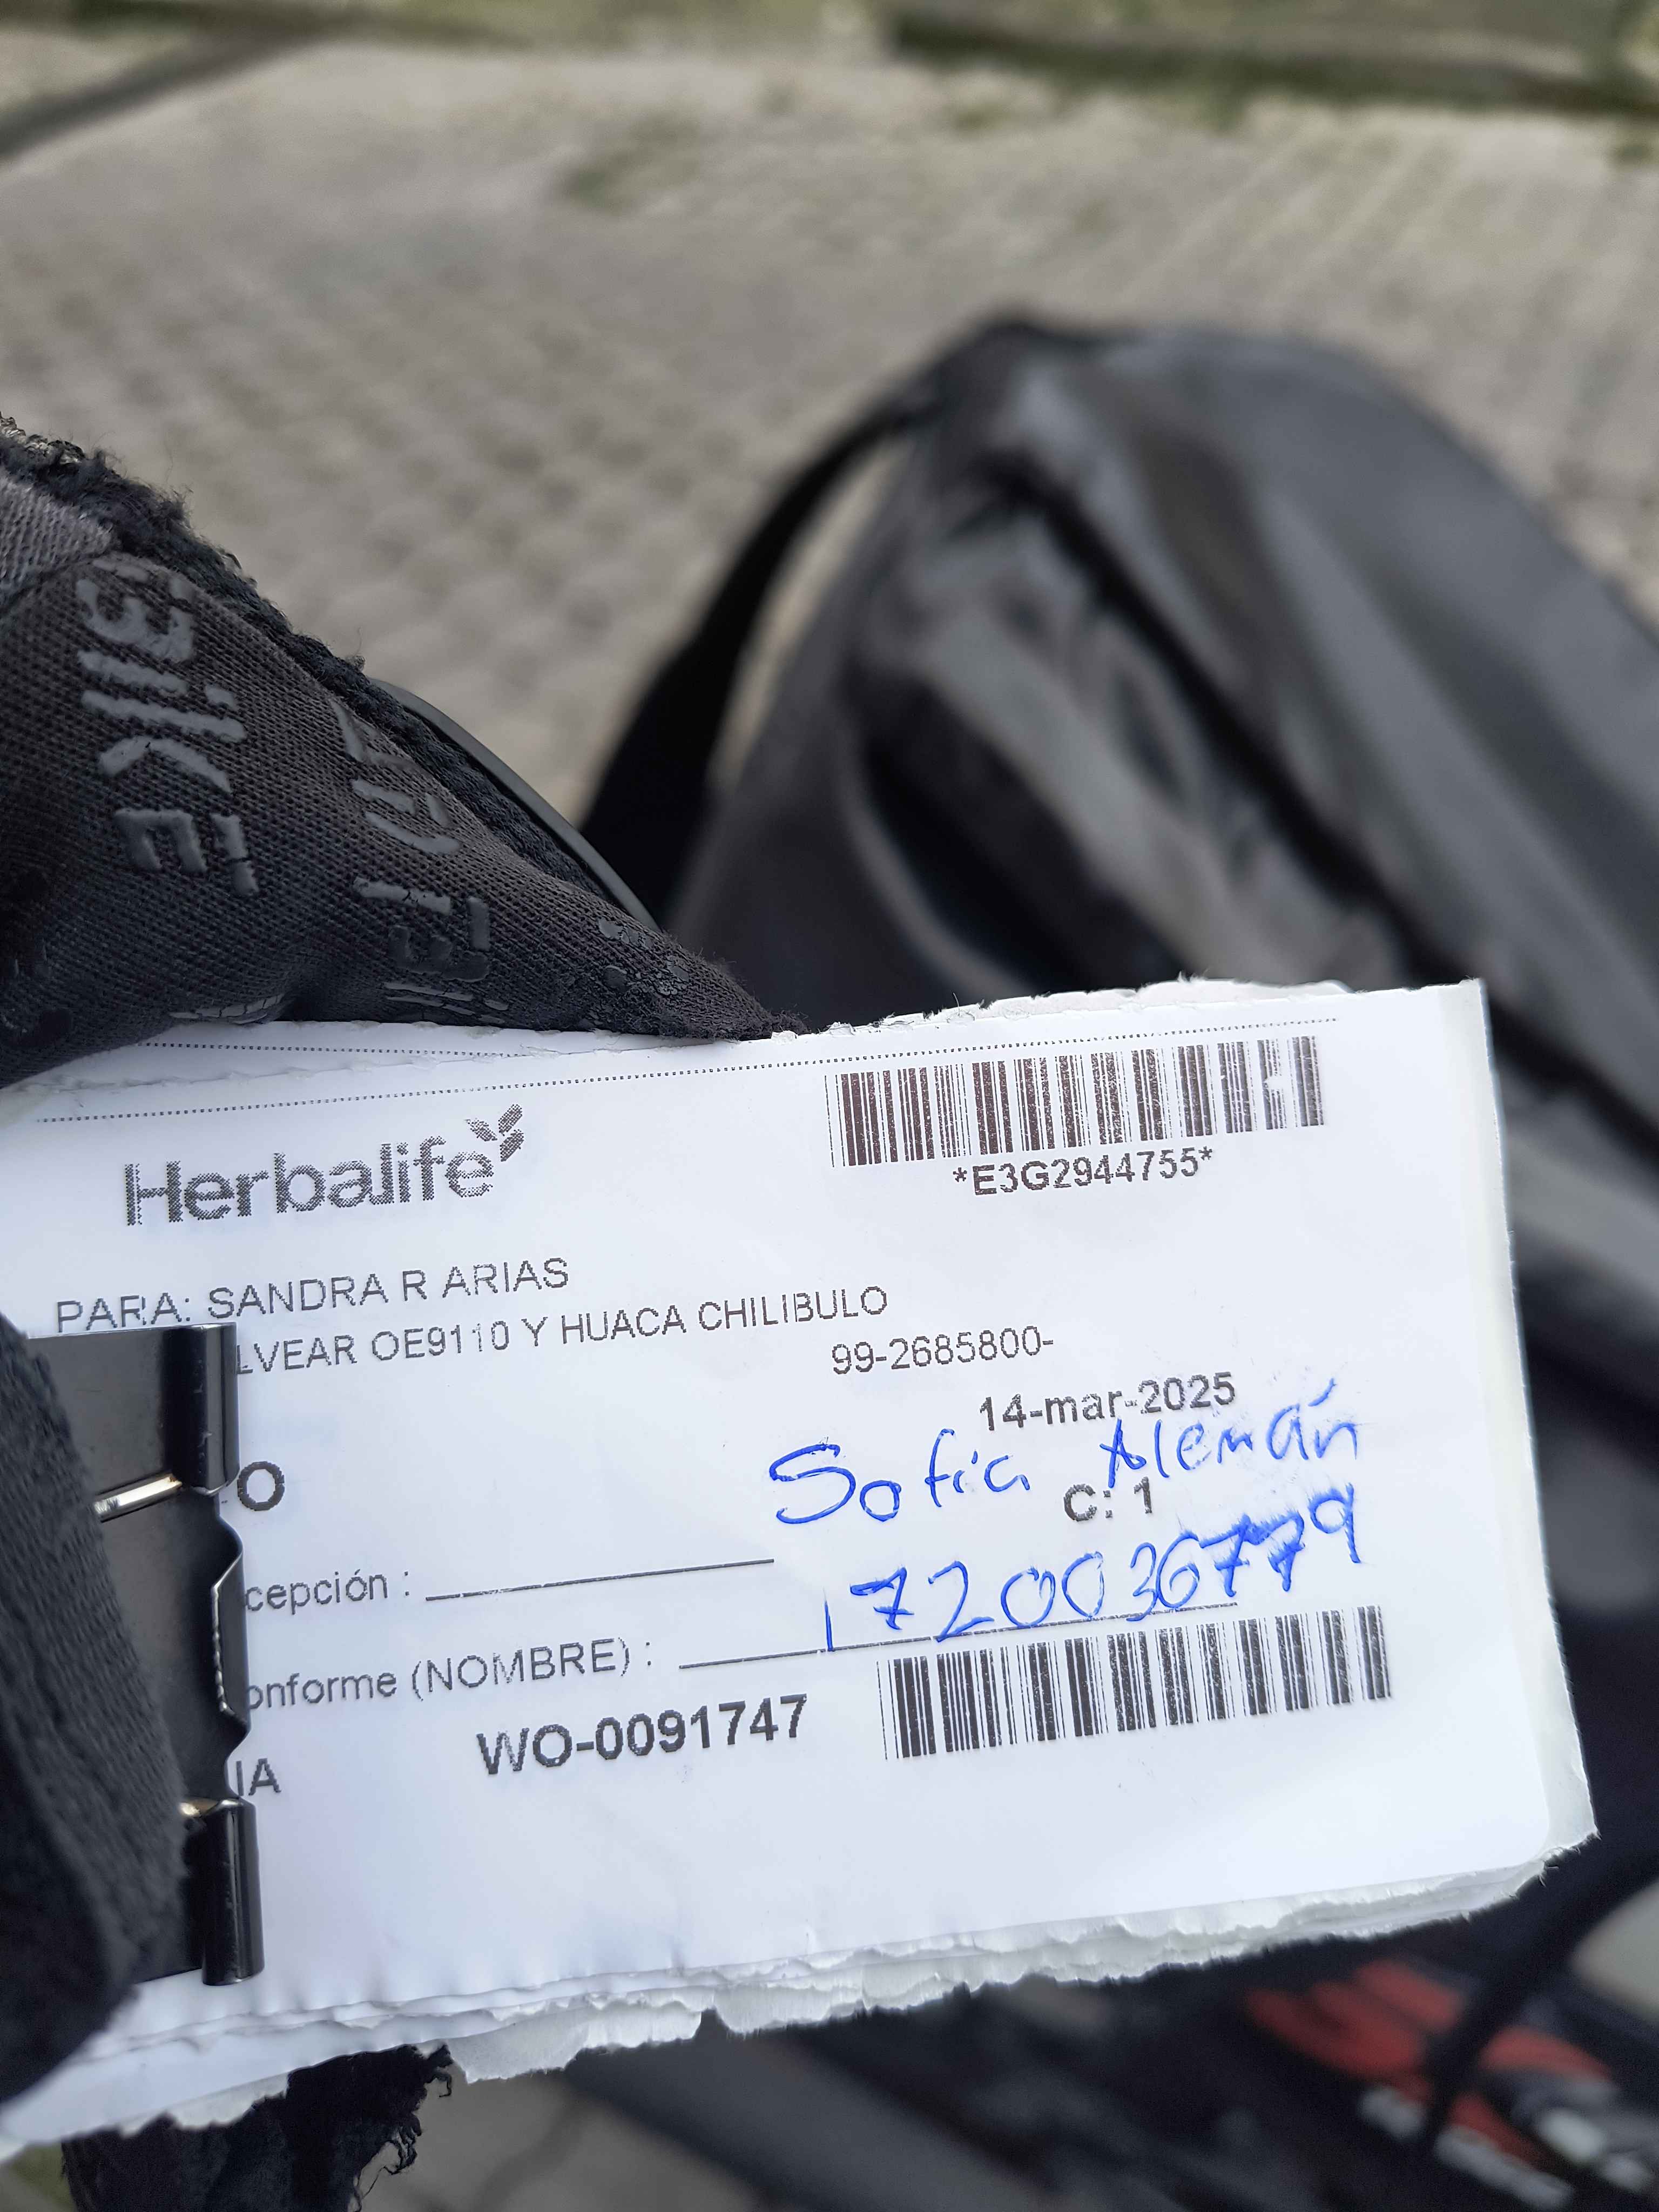 BIKE
Herbalife
*E3G2944755*
PARA: SANDRA R ARIAS
LVEAR OE9110 Y HUACA CHILIBULO
99-2685800-
14-mar-2025
Sofia Alemán
O
C: 1
cepción :
1720036779
onforme (NOMBRE) :
WO-0091747
IA